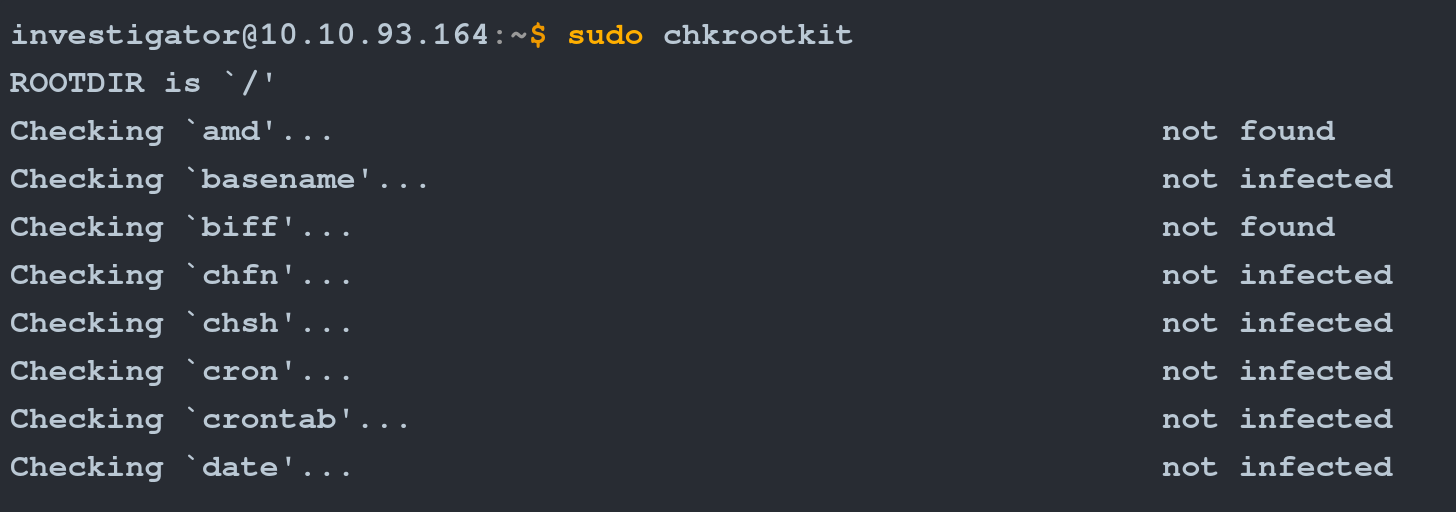 investigator@10.10.93.164:~$ sudo chkrootkit
ROOTDIR is `/'
Checking `amd'... not found
Checking `basename'... not infected
Checking `biff'... not found
Checking `chfn'... not infected
Checking `chsh'... not infected
Checking `cron'... not infected
Checking `crontab'... not infected
Checking `date'... not infected